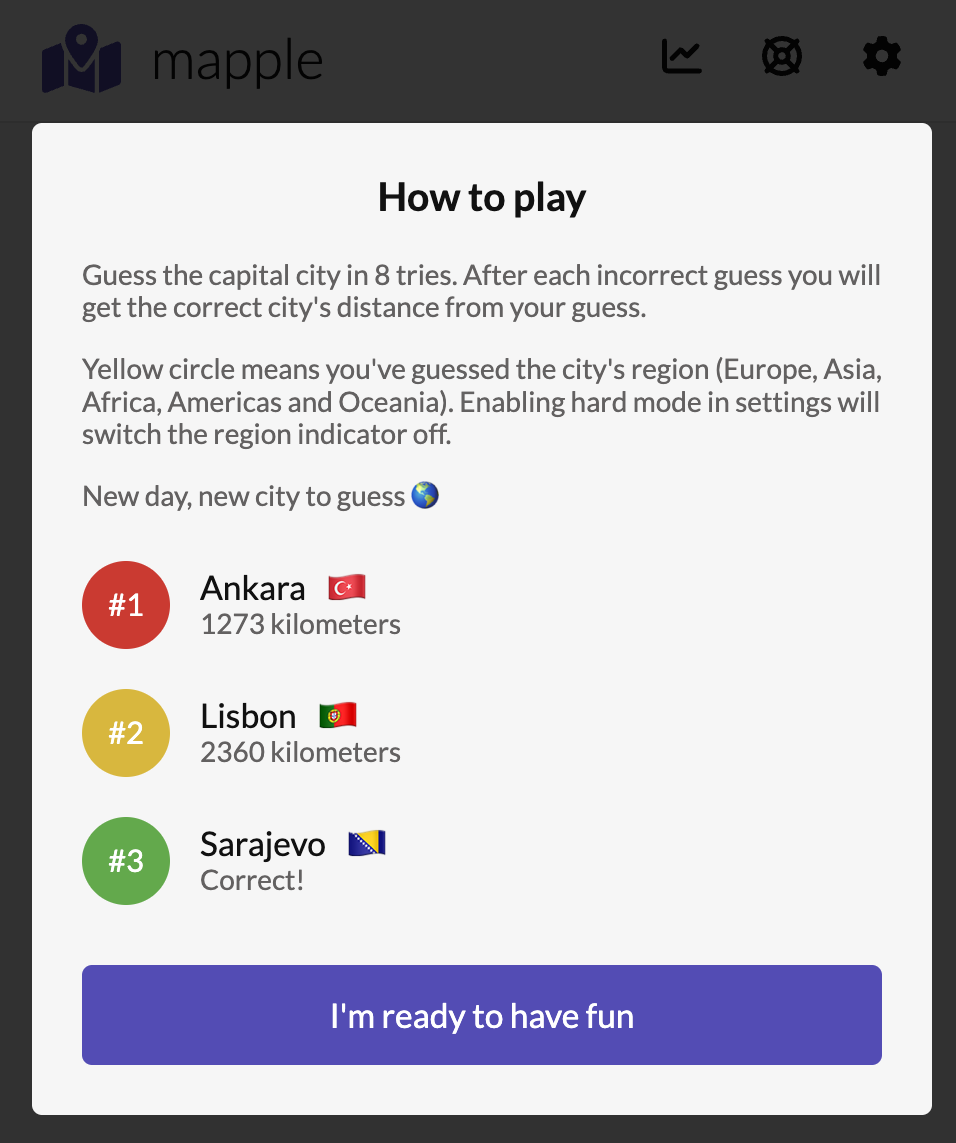 mapple
How to play
Guess the capital city in 8 tries. After each incorrect guess you will
get the correct city's distance from your guess.
Yellow circle means you've guessed the city's region (Europe, Asia,
Africa, Americas and Oceania). Enabling hard mode in settings will
switch the region indicator off.
New day, new city to guess 🌎
#1
Ankara 🇹🇷
1273 kilometers
#2
Lisbon 🇵🇹
2360 kilometers
#3
Sarajevo 🇧🇦
Correct!
I'm ready to have fun